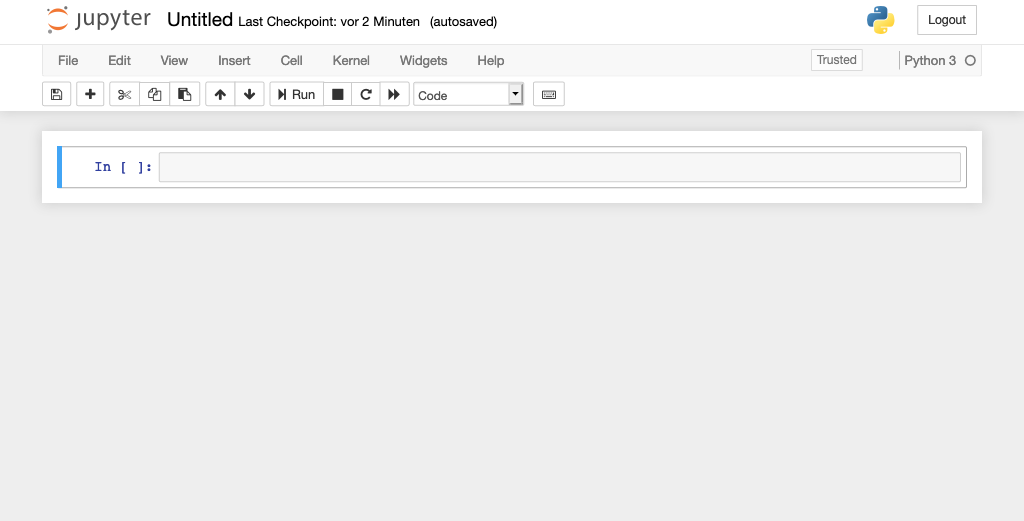 jupyter Untitled Last Checkpoint: vor 2 Minuten (autosaved)
Logout
File Edit View Insert Cell Kernel Widgets Help Trusted Python 3
Run Code
In [ ]: